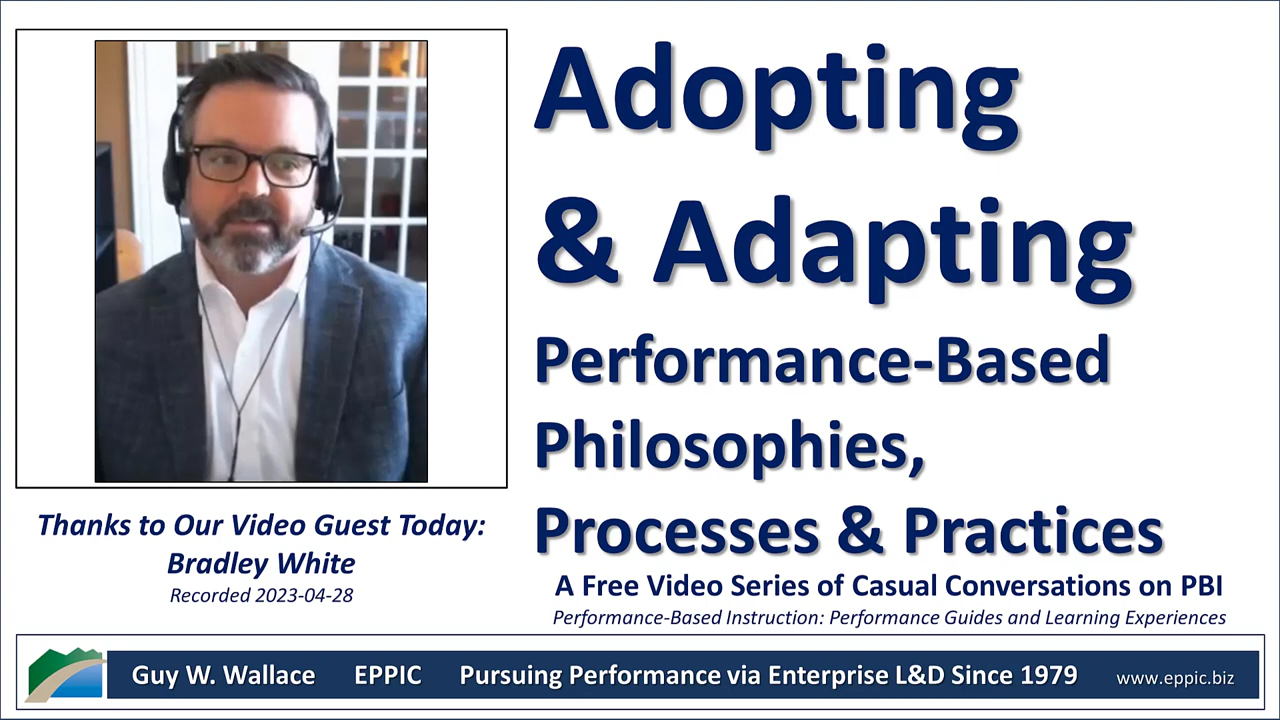 Adopting
& Adapting
Performance-Based
Philosophies,
Processes & Practices
A Free Video Series of Casual Conversations on PBI
Performance-Based Instruction: Performance Guides and Learning Experiences
Thanks to Our Video Guest Today:
Bradley White
Recorded 2023-04-28
Guy W. Wallace EPPIC Pursuing Performance via Enterprise L&D Since 1979 www.eppic.biz